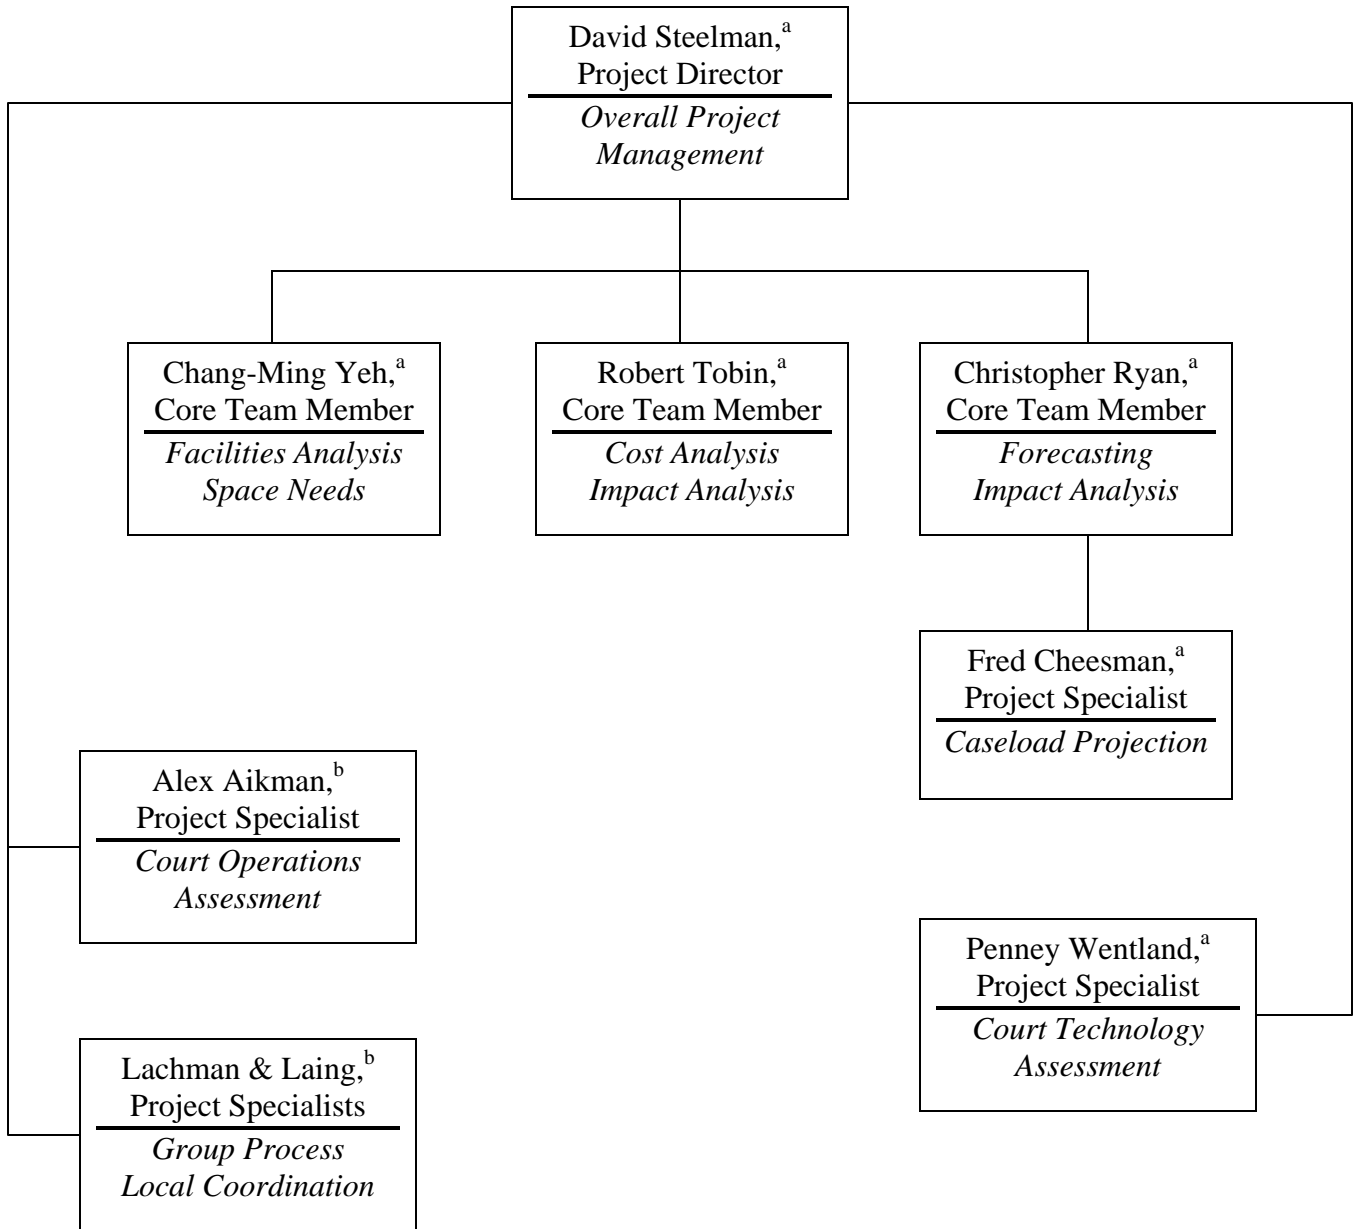 David Steelman,a
Project Director
Overall Project
Management
Chang-Ming Yeh,a
Core Team Member
Facilities Analysis
Space Needs
Robert Tobin,a
Core Team Member
Cost Analysis
Impact Analysis
Christopher Ryan,a
Core Team Member
Forecasting
Impact Analysis
Fred Cheesman,a
Project Specialist
Caseload Projection
Alex Aikman,b
Project Specialist
Court Operations
Assessment
Penney Wentland,a
Project Specialist
Court Technology
Assessment
Lachman & Laing,b
Project Specialists
Group Process
Local Coordination